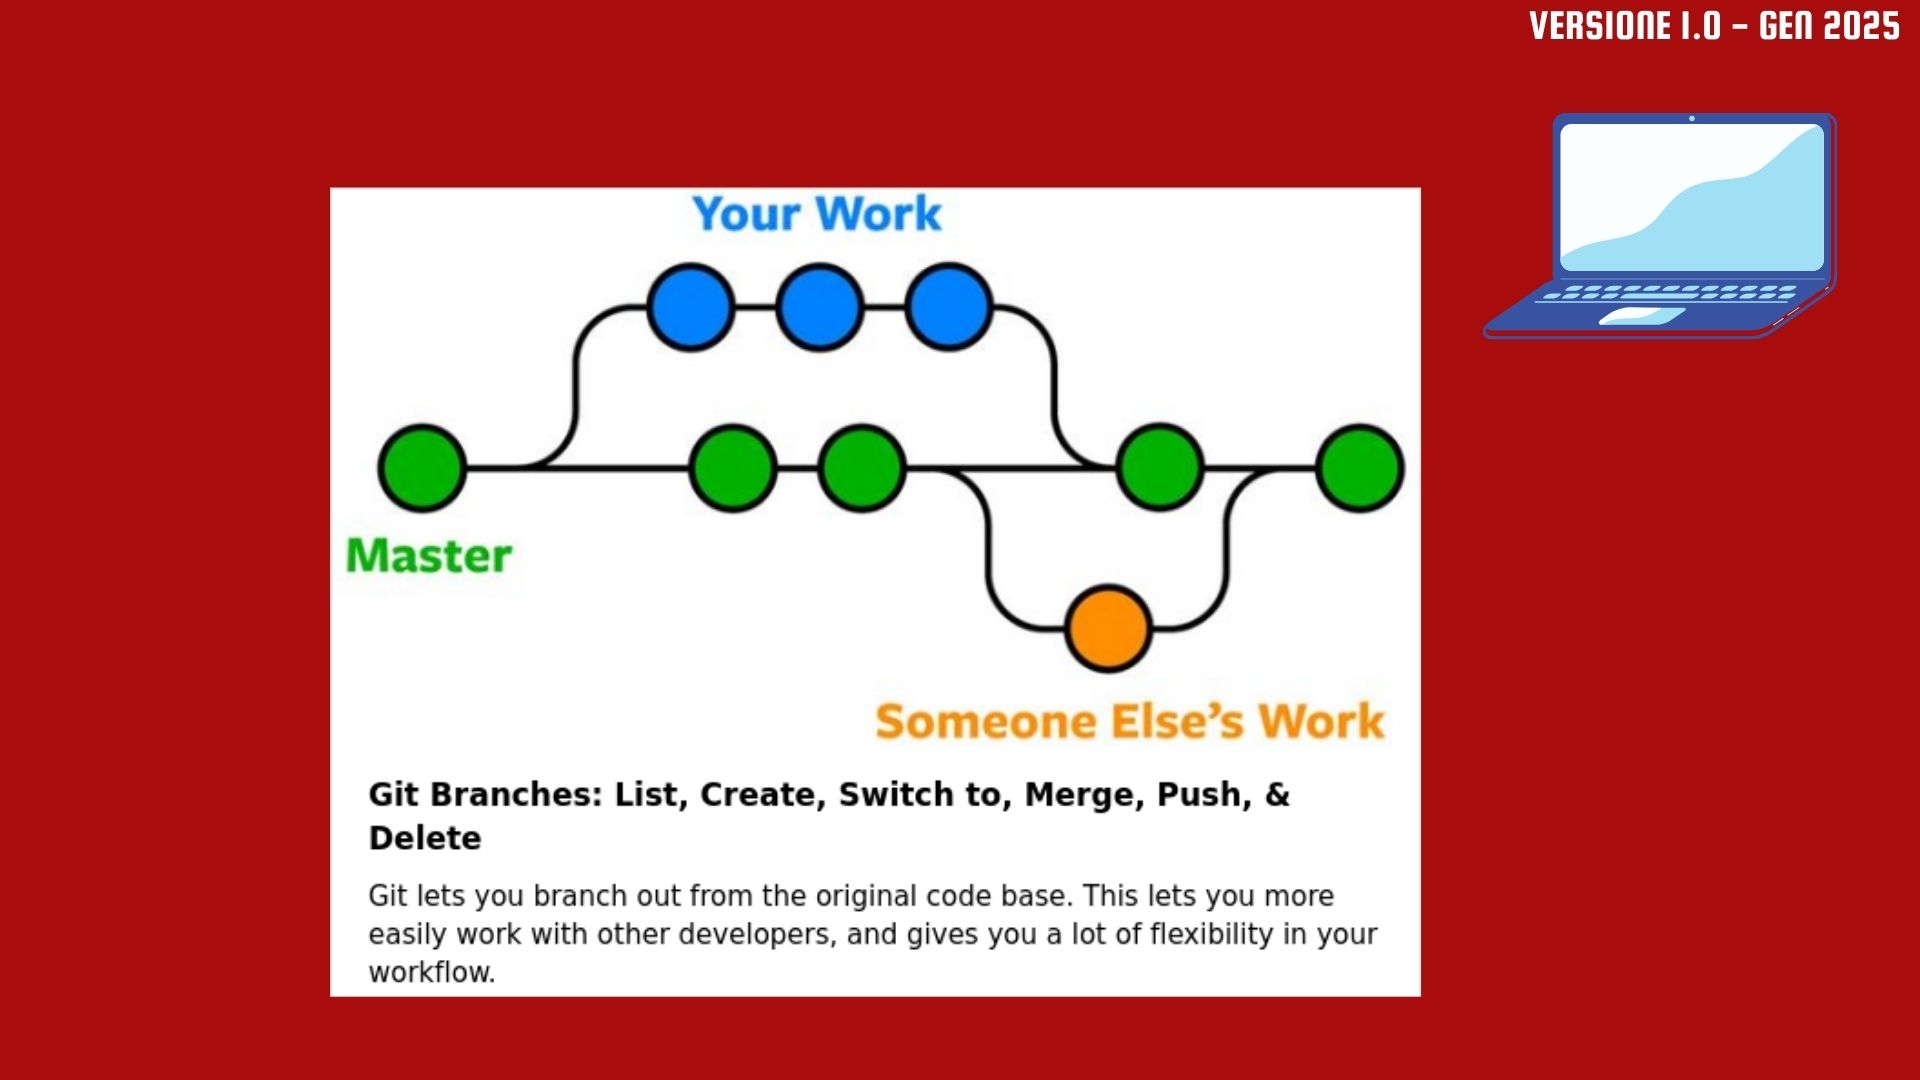 VERSIONE 1.0 - GEN 2025
Your Work
Master
Someone Else’s Work
Git Branches: List, Create, Switch to, Merge, Push, &
Delete
Git lets you branch out from the original code base. This lets you more
easily work with other developers, and gives you a lot of flexibility in your
workflow.